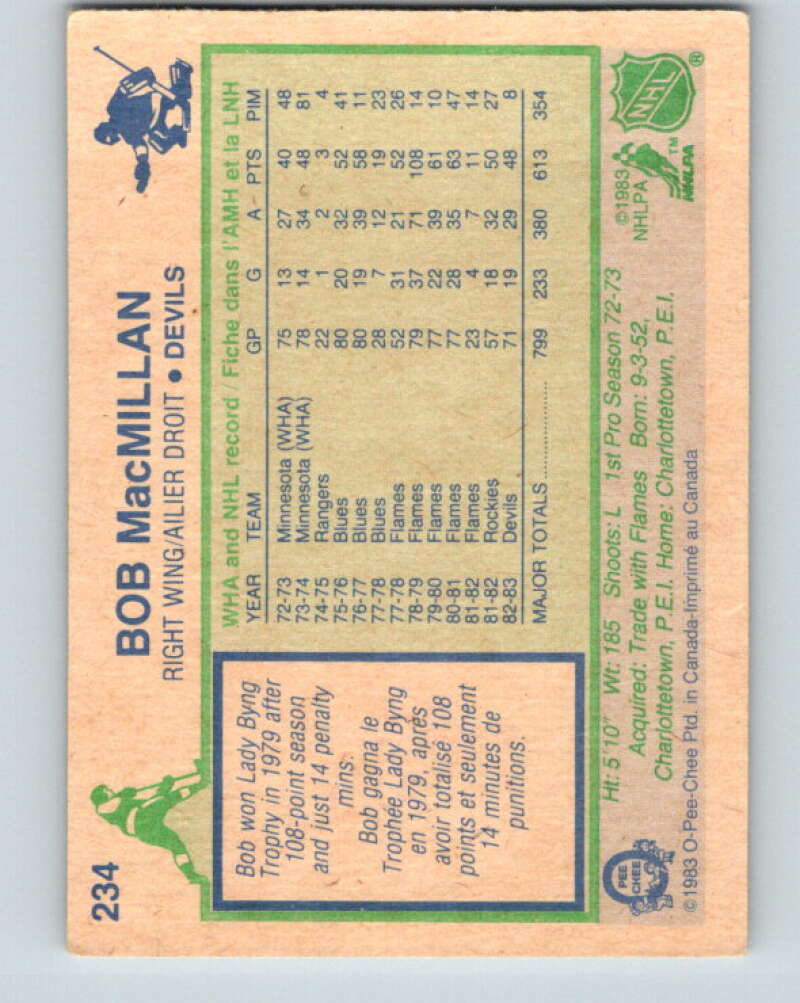 234
BOB MacMILLAN
RIGHT WING/AILIER DROIT • DEVILS
Bob won Lady Byng
Trophy in 1979 after
108-point season
and just 14 penalty
mins.
Bob gagna le
Trophée Lady Byng
en 1979, après
avoir totalisé 108
points et seulement
14 minutes de
punitions.
WHA and NHL record / Fiche dans l'AMH et la LNH
YEAR TEAM GP G A PTS PIM
72-73 Minnesota (WHA) 75 13 27 40 48
73-74 Minnesota (WHA) 78 14 34 48 81
74-75 Rangers 22 1 2 3 4
75-76 Blues 80 20 32 52 41
76-77 Blues 80 19 39 58 11
77-78 Blues 28 7 12 19 23
77-78 Flames 52 31 21 52 26
78-79 Flames 79 37 71 108 14
79-80 Flames 77 22 39 61 10
80-81 Flames 77 28 35 63 47
81-82 Flames 23 4 7 11 14
81-82 Rockies 57 18 32 50 27
82-83 Devils 71 19 29 48 8
MAJOR TOTALS ................ 799 233 380 613 354
Ht: 5'10" Wt: 185 Shoots: L 1st Pro Season 72-73
Acquired: Trade with Flames Born: 9-3-52,
Charlottetown, P.E.I. Home: Charlottetown, P.E.I.
©1983 O-Pee-Chee Ptd. in Canada-Imprimé au Canada
O
PEE
CHEE
©1983
NHLPA
NHL
®
NHLPA
TM